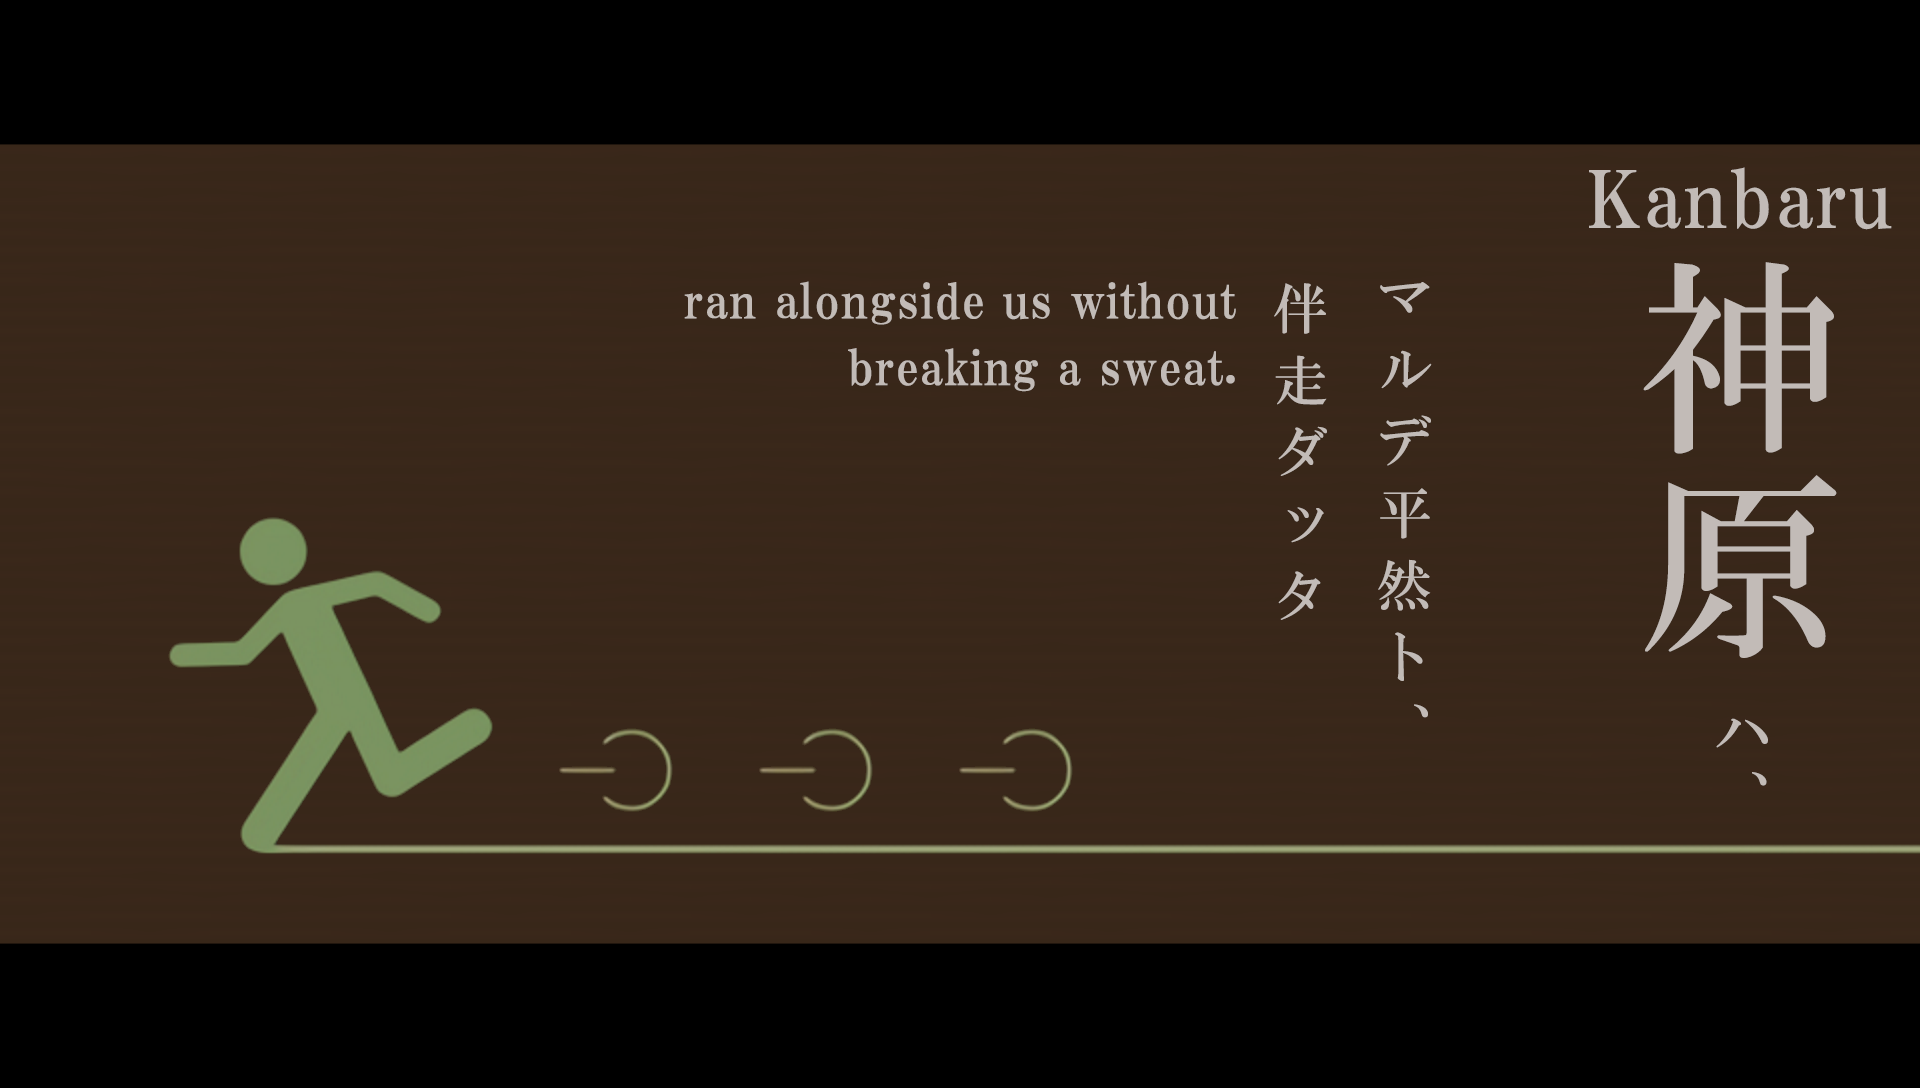 Kanbaru
神原ハ、
マルデ平然ト、
伴走ダッタ
ran alongside us without
breaking a sweat.